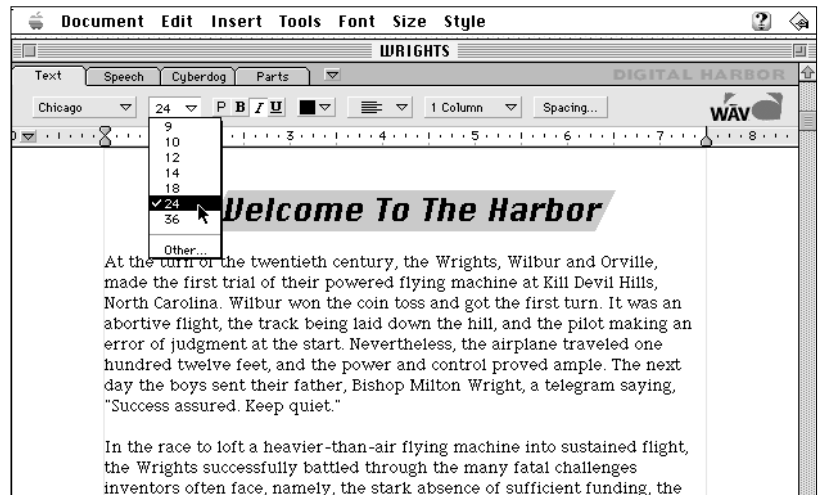 Document Edit Insert Tools Font Size Style
WRIGHTS
Text Speech Cyberdog Parts DIGITAL HARBOR
Chicago 24 P B I U 1 Column Spacing... WĀV
3 4 5 6 7 8
9
10
12
14
18
24
36
Other...
Welcome To The Harbor
At the turn of the twentieth century, the Wrights, Wilbur and Orville,
made the first trial of their powered flying machine at Kill Devil Hills,
North Carolina. Wilbur won the coin toss and got the first turn. It was an
abortive flight, the track being laid down the hill, and the pilot making an
error of judgment at the start. Nevertheless, the airplane traveled one
hundred twelve feet, and the power and control proved ample. The next
day the boys sent their father, Bishop Milton Wright, a telegram saying,
"Success assured. Keep quiet."
In the race to loft a heavier-than-air flying machine into sustained flight,
the Wrights successfully battled through the many fatal challenges
inventors often face, namely, the stark absence of sufficient funding, the